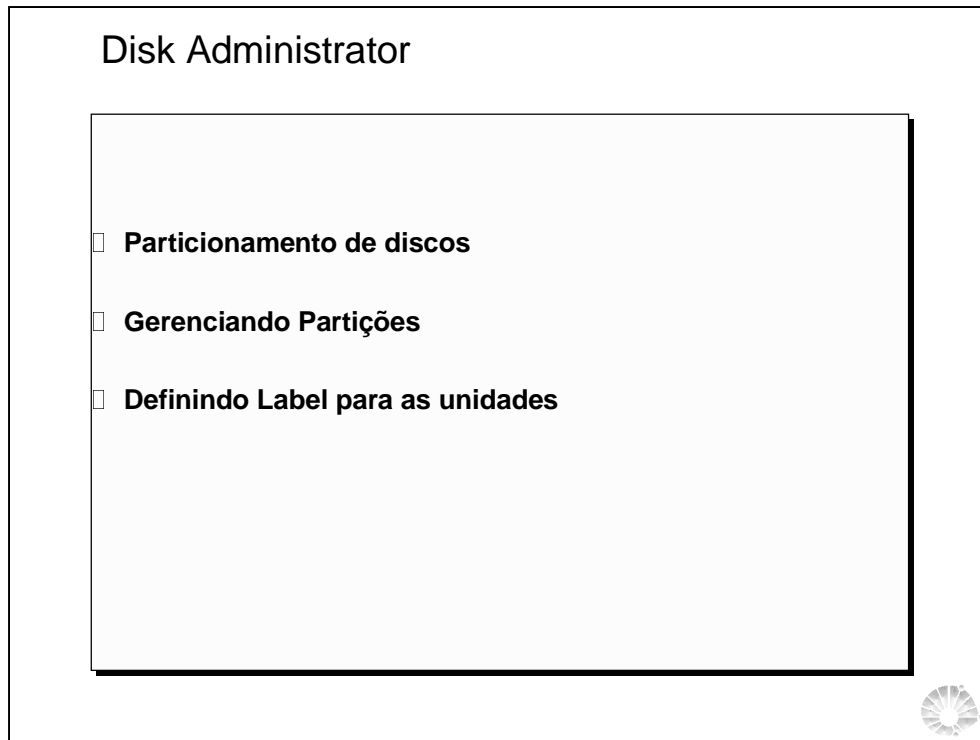 Disk Administrator
Particionamento de discos
Gerenciando Partições
Definindo Label para as unidades